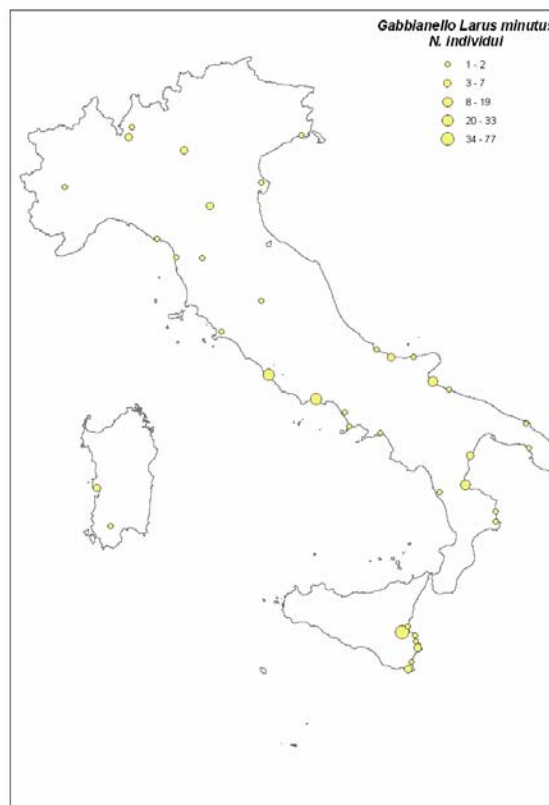 Gabbianello Larus minutus
N. individui
1 - 2
3 - 7
8 - 19
20 - 33
34 - 77